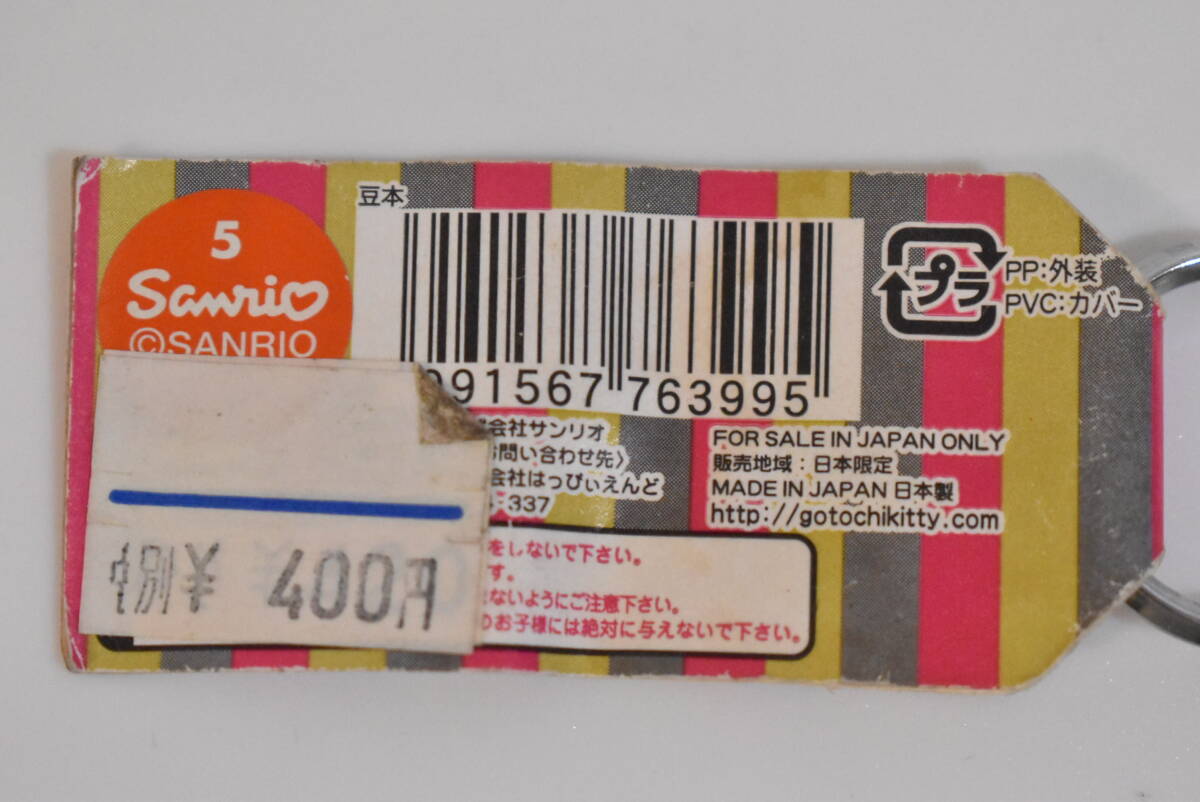 豆本
5
Sanrio
©SANRIO
91567 763995
プラ
PP:外装
PVC:カバー
会社サンリオ
問い合わせ先〉
会社はっぴぃえんど
337
FOR SALE IN JAPAN ONLY
販売地域：日本限定
MADE IN JAPAN 日本製
http://gotochikitty.com
をしないで下さい。
す。
ないようにご注意下さい。
のお子様には絶対に与えないで下さい。
別¥ 400円